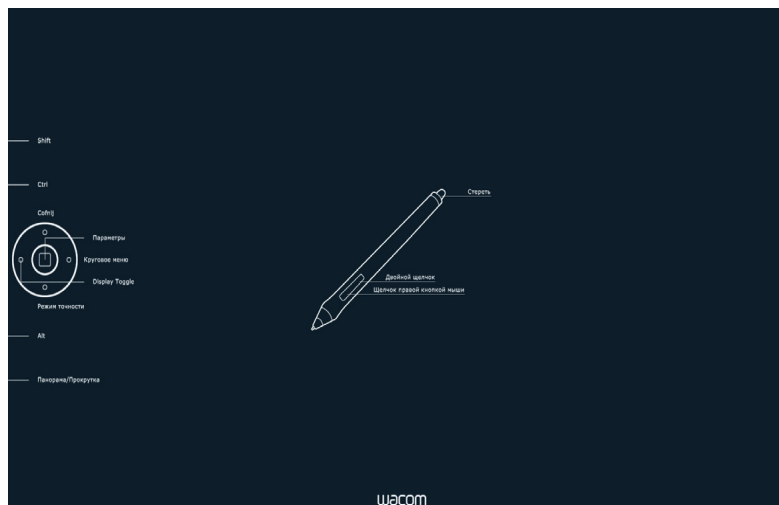 Shift
Ctrl
Cofnij
Параметры
Круговое меню
Display Toggle
Режим точности
Alt
Панорама/Прокрутка
Стереть
Двойной щелчок
Щелчок правой кнопкой мыши
wacom